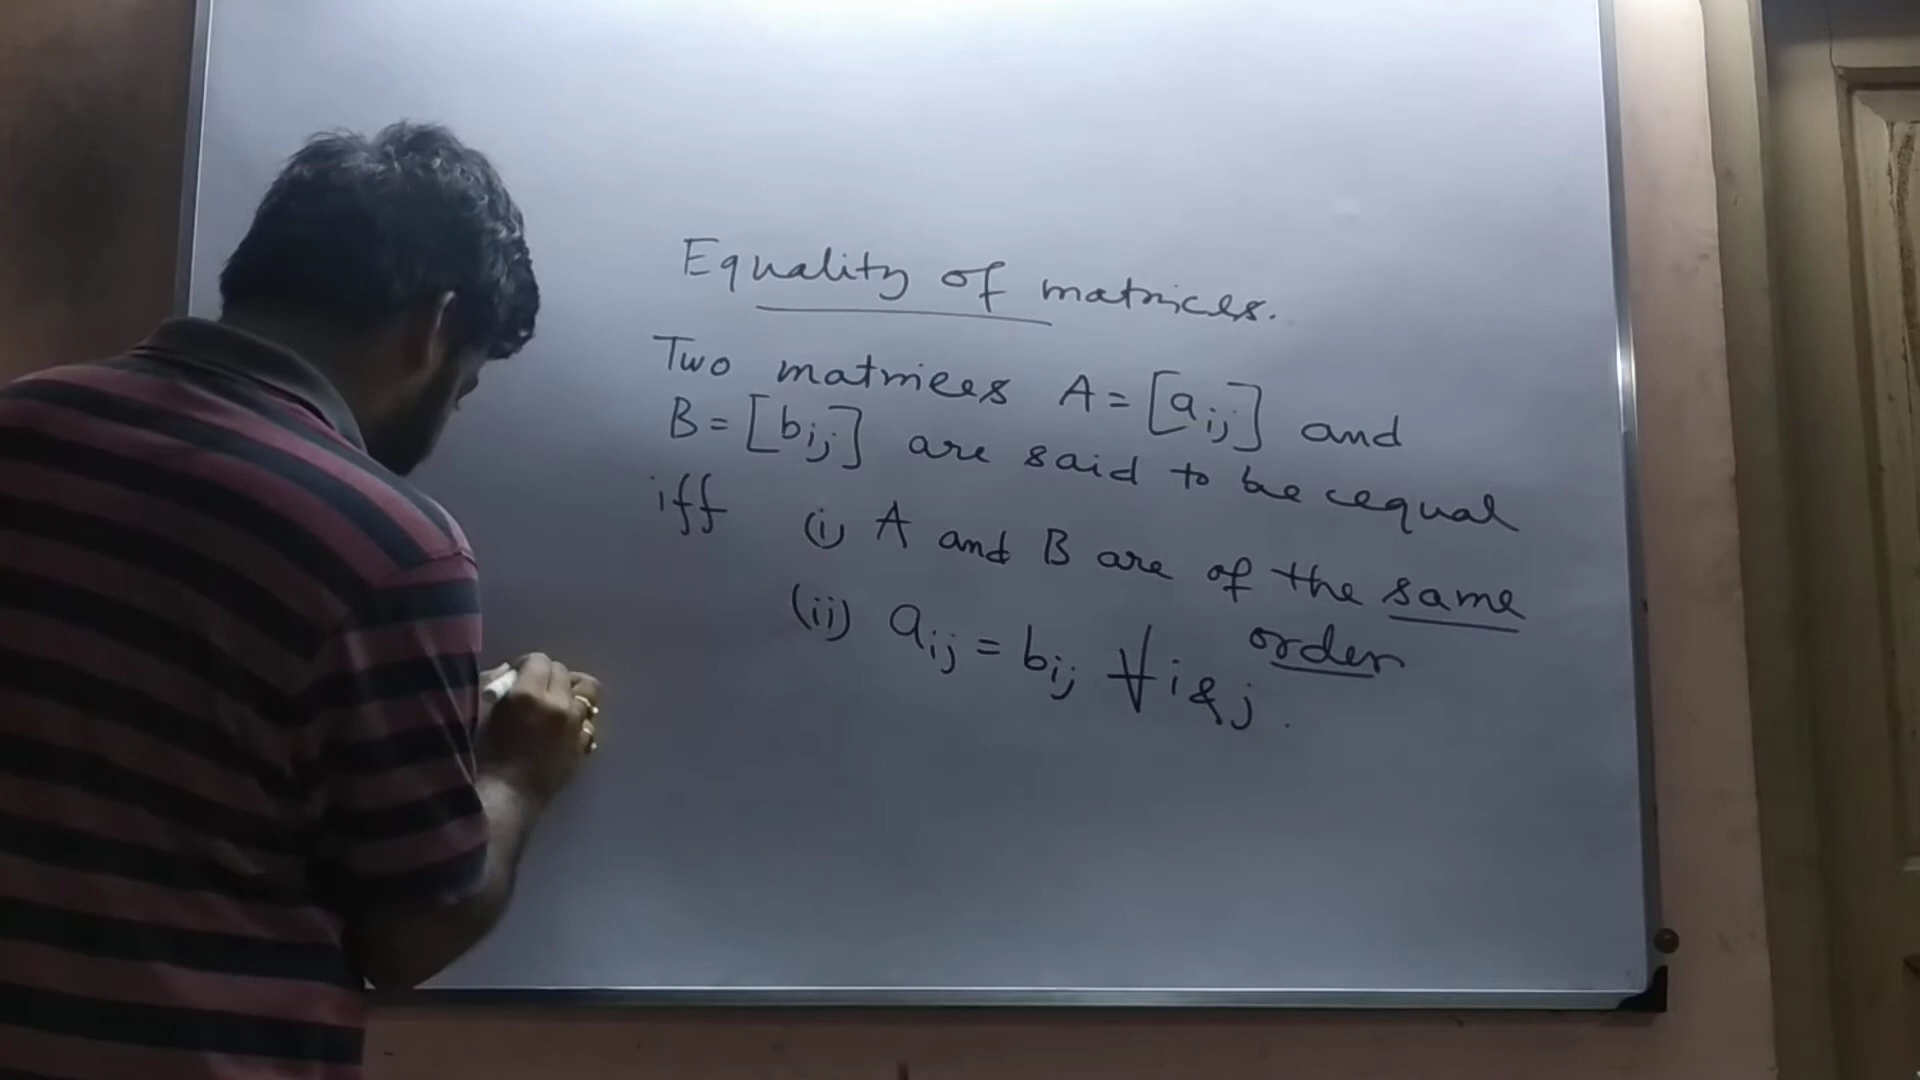 Equality of matrices.
Two matrices A = [aij] and
B = [bij] are said to be equal
iff (i) A and B are of the same
order
(ii) aij = bij ∀ i & j.